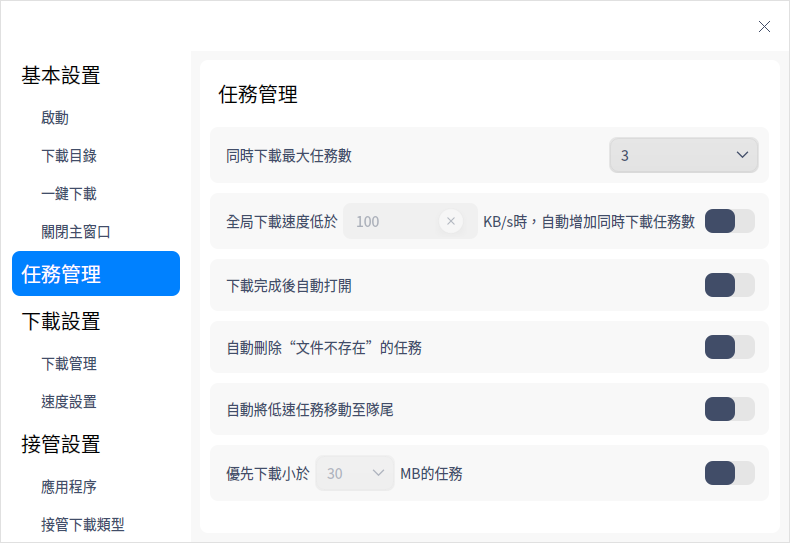 基本設置
啟動
下載目錄
一鍵下載
關閉主窗口
任務管理
下載設置
下載管理
速度設置
接管設置
應用程序
接管下載類型
任務管理
同時下載最大任務數 3
全局下載速度低於 100 KB/s時，自動增加同時下載任務數
下載完成後自動打開
自動刪除“文件不存在”的任務
自動將低速任務移動至隊尾
優先下載小於 30 MB的任務